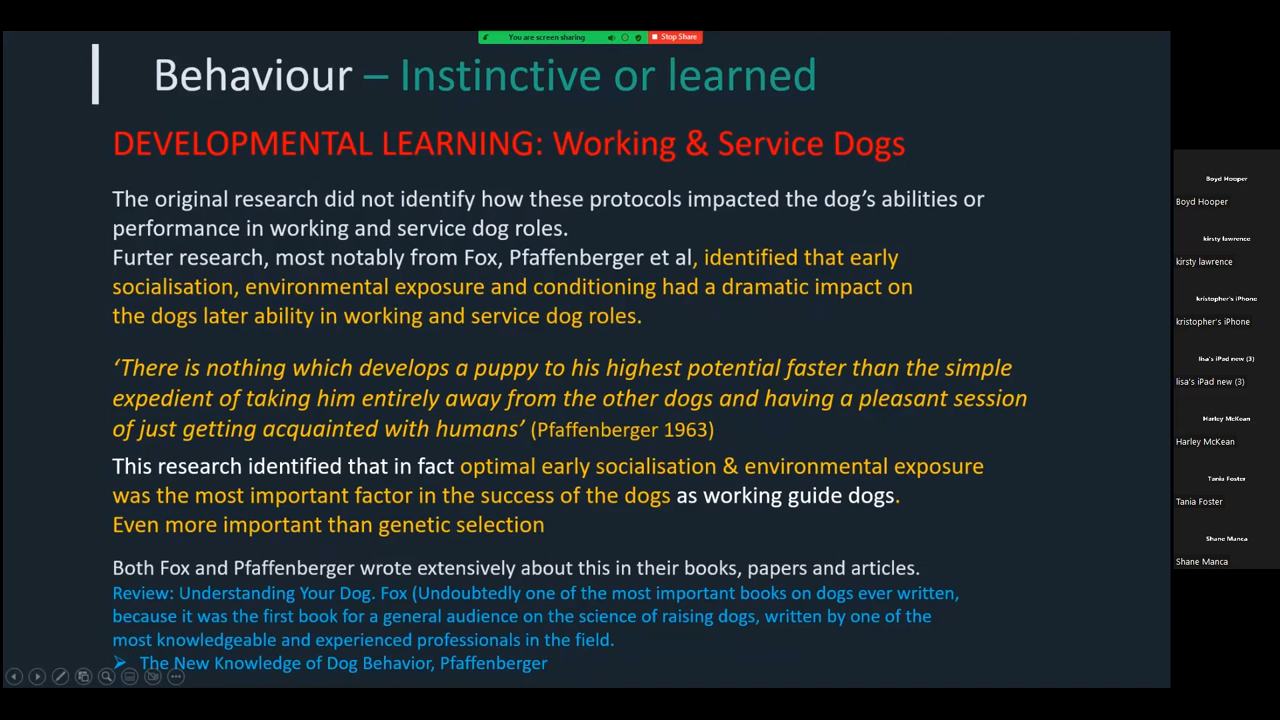 You are screen sharing
Stop Share
Behaviour – Instinctive or learned
DEVELOPMENTAL LEARNING: Working & Service Dogs
The original research did not identify how these protocols impacted the dog's abilities or
performance in working and service dog roles.
Furter research, most notably from Fox, Pfaffenberger et al, identified that early
socialisation, environmental exposure and conditioning had a dramatic impact on
the dogs later ability in working and service dog roles.
‘There is nothing which develops a puppy to his highest potential faster than the simple
expedient of taking him entirely away from the other dogs and having a pleasant session
of just getting acquainted with humans’ (Pfaffenberger 1963)
This research identified that in fact optimal early socialisation & environmental exposure
was the most important factor in the success of the dogs as working guide dogs.
Even more important than genetic selection
Both Fox and Pfaffenberger wrote extensively about this in their books, papers and articles.
Review: Understanding Your Dog. Fox (Undoubtedly one of the most important books on dogs ever written,
because it was the first book for a general audience on the science of raising dogs, written by one of the
most knowledgeable and experienced professionals in the field.
➢ The New Knowledge of Dog Behavior, Pfaffenberger
Boyd Hooper
Boyd Hooper
kirsty lawrence
kirsty lawrence
kristopher's iPhone
kristopher's iPhone
lisa's iPad new (3)
lisa's iPad new (3)
Harley McKean
Harley McKean
Tania Foster
Tania Foster
Shane Manca
Shane Manca